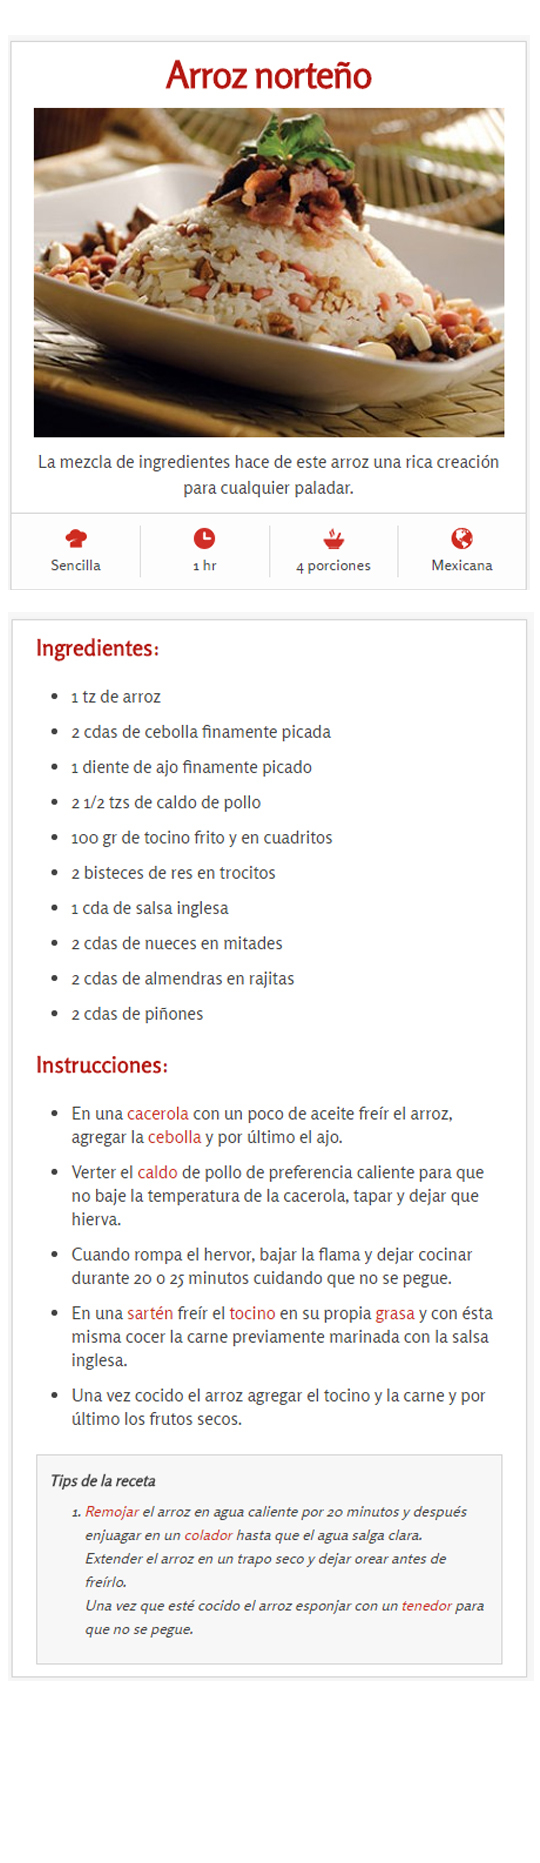 Arroz norteño
La mezcla de ingredientes hace de este arroz una rica creación
para cualquier paladar.
Sencilla
1 hr
4 porciones
Mexicana
Ingredientes:
• 1 tz de arroz
• 2 cdas de cebolla finamente picada
• 1 diente de ajo finamente picado
• 2 1/2 tzs de caldo de pollo
• 100 gr de tocino frito y en cuadritos
• 2 bisteces de res en trocitos
• 1 cda de salsa inglesa
• 2 cdas de nueces en mitades
• 2 cdas de almendras en rajitas
• 2 cdas de piñones
Instrucciones:
• En una cacerola con un poco de aceite freír el arroz,
agregar la cebolla y por último el ajo.
• Verter el caldo de pollo de preferencia caliente para que
no baje la temperatura de la cacerola, tapar y dejar que
hierva.
• Cuando rompa el hervor, bajar la flama y dejar cocinar
durante 20 o 25 minutos cuidando que no se pegue.
• En una sartén freír el tocino en su propia grasa y con ésta
misma cocer la carne previamente marinada con la salsa
inglesa.
• Una vez cocido el arroz agregar el tocino y la carne y por
último los frutos secos.
Tips de la receta
1. Remojar el arroz en agua caliente por 20 minutos y después
enjuagar en un colador hasta que el agua salga clara.
Extender el arroz en un trapo seco y dejar orear antes de
freírlo.
Una vez que esté cocido el arroz esponjar con un tenedor para
que no se pegue.